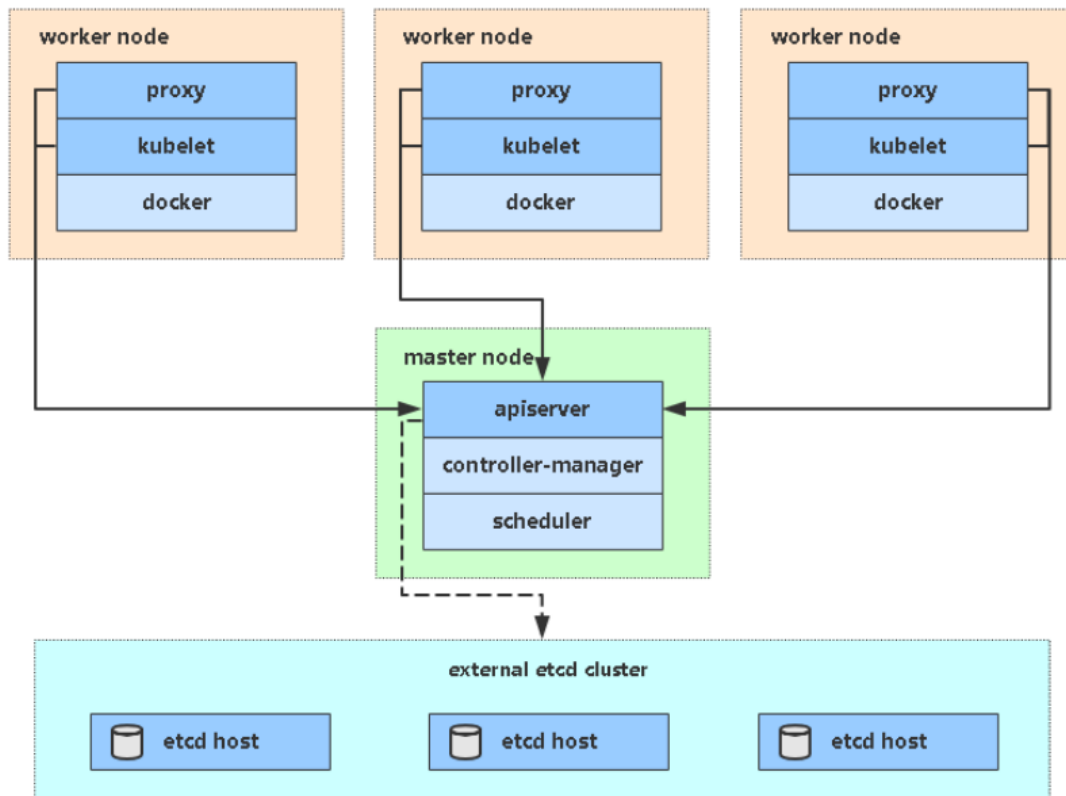 worker node
proxy
kubelet
docker
worker node
proxy
kubelet
docker
worker node
proxy
kubelet
docker
master node
apiserver
controller-manager
scheduler
external etcd cluster
etcd host
etcd host
etcd host